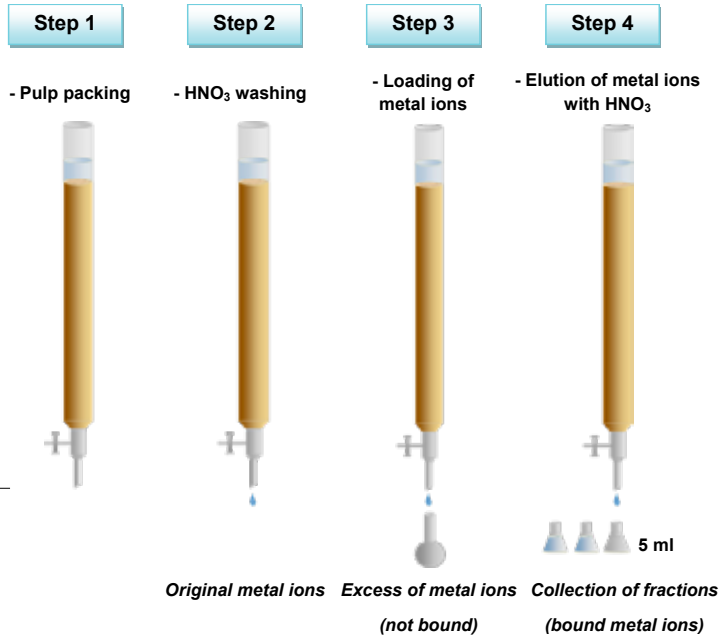 Step 1
Step 2
Step 3
Step 4
- Pulp packing
- HNO₃ washing
- Loading of
metal ions
- Elution of metal ions
with HNO₃
5 ml
Original metal ions
Excess of metal ions
(not bound)
Collection of fractions
(bound metal ions)